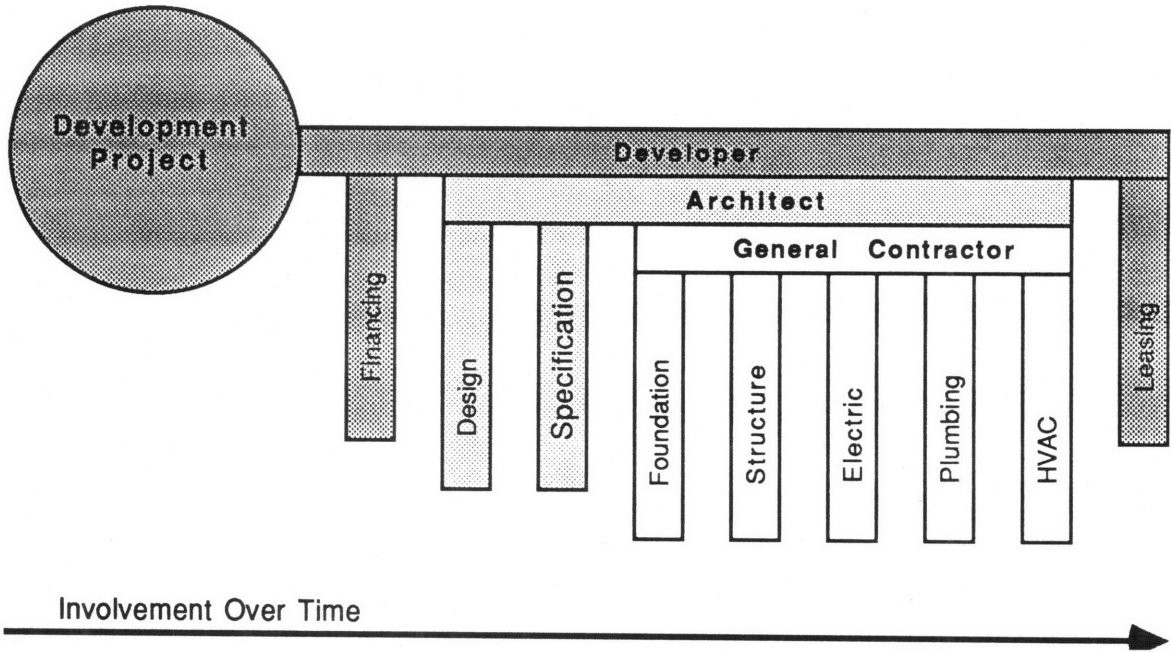 Development
Project
Developer
Architect
General Contractor
Financing
Design
Specification
Foundation
Structure
Electric
Plumbing
HVAC
Leasing
Involvement Over Time